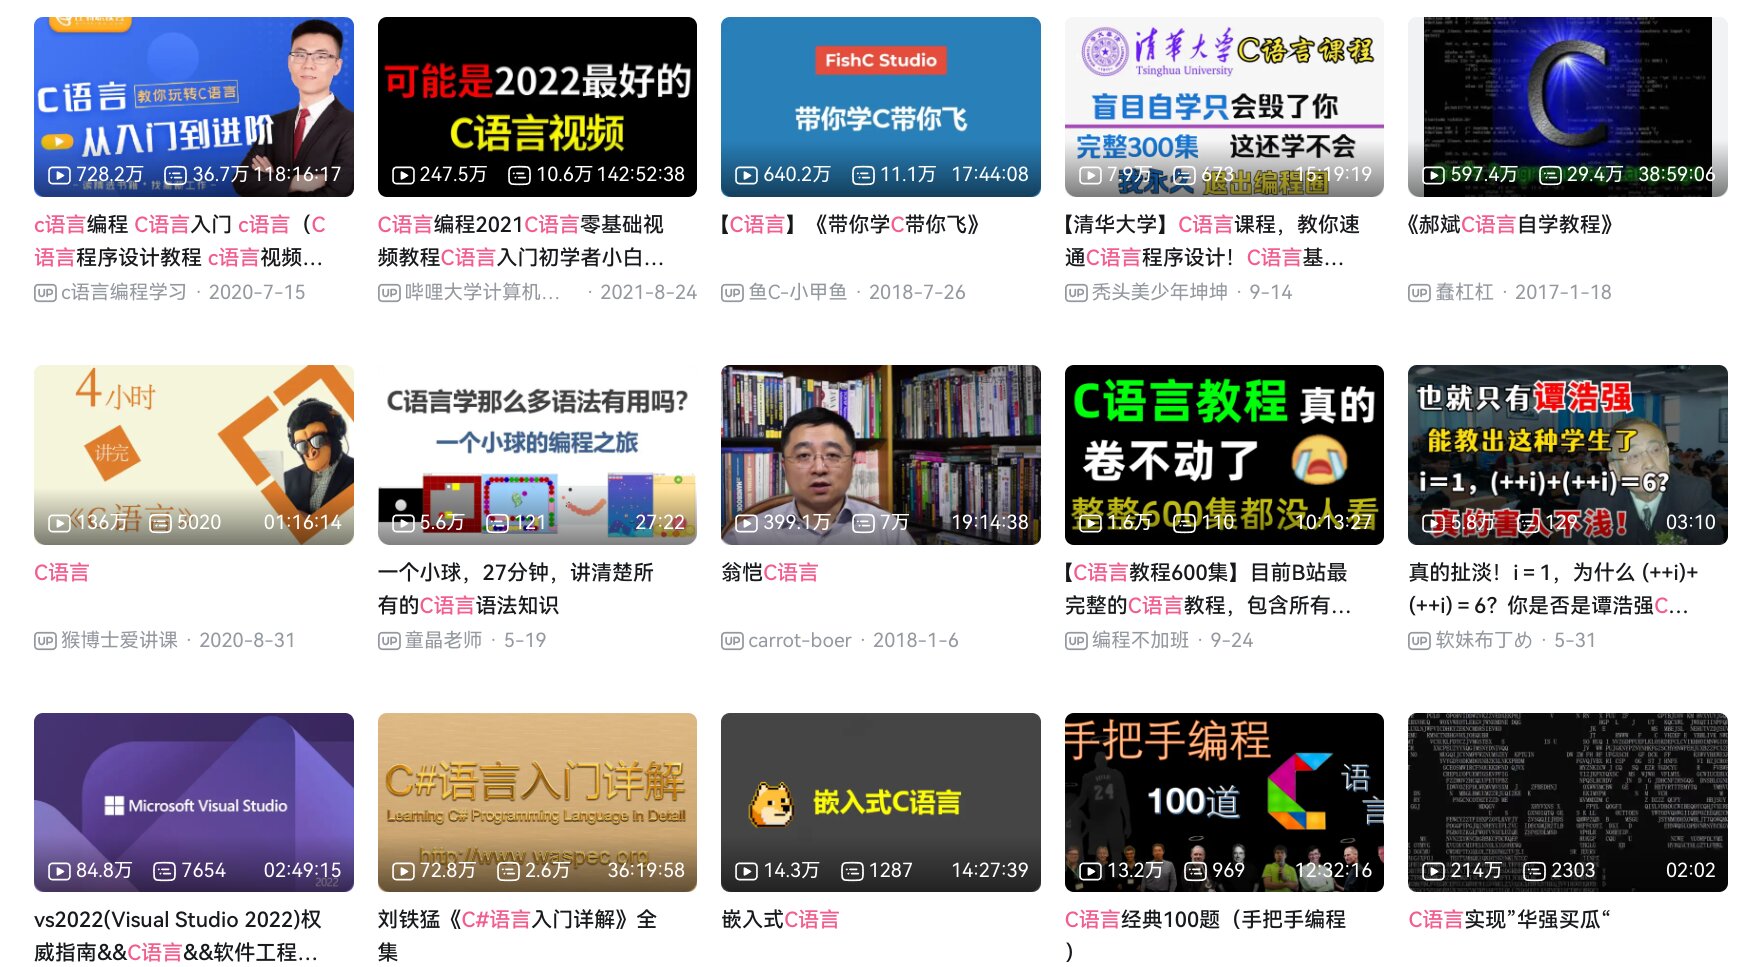 C语言 教你玩转C语言
从入门到进阶
728.2万 36.7万 118:16:17
可能是2022最好的
C语言视频
247.5万 10.6万 142:52:38
FishC Studio
带你学C带你飞
640.2万 11.1万 17:44:08
清华大学 C语言课程
Tsinghua University
盲目自学只会毁了你
完整300集 这还学不会
我永久退出编程圈
7.9万 673 15:19:19
C
597.4万 29.4万 38:59:06
c语言编程 C语言入门 c语言（C
语言程序设计教程 c语言视频...
UP c语言编程学习 · 2020-7-15
C语言编程2021C语言零基础视
频教程C语言入门初学者小白...
UP 哔哩大学计算机... · 2021-8-24
【C语言】《带你学C带你飞》
UP 鱼C-小甲鱼 · 2018-7-26
【清华大学】C语言课程，教你速
通C语言程序设计！C语言基...
UP 秃头美少年坤坤 · 9-14
《郝斌C语言自学教程》
UP 蠢杠杠 · 2017-1-18
4小时
讲完
《C语言》
136万 5020 01:16:14
C语言学那么多语法有用吗?
一个小球的编程之旅
5.6万 121 27:22
399.1万 7万 19:14:38
C语言教程 真的
卷不动了
整整600集都没人看
1.6万 110 10:13:27
也就只有谭浩强
能教出这种学生了
i=1，(++i)+(++i)=6?
真的害人不浅！
5.8万 129 03:10
C语言
UP 猴博士爱讲课 · 2020-8-31
一个小球，27分钟，讲清楚所
有的C语言语法知识
UP 童晶老师 · 5-19
翁恺C语言
UP carrot-boer · 2018-1-6
【C语言教程600集】目前B站最
完整的C语言教程，包含所有...
UP 编程不加班 · 9-24
真的扯淡！i＝1，为什么 (++i)+
(++i)＝6？你是否是谭浩强C...
UP 软妹布丁め · 5-31
Microsoft Visual Studio
2022
84.8万 7654 02:49:15
C#语言入门详解
Learning C# Programming Language in Detail
http://www.waspec.org
72.8万 2.6万 36:19:58
嵌入式C语言
14.3万 1287 14:27:39
手把手编程
100道 C语言
24
13.2万 969 12:32:16
214万 2303 02:02
vs2022(Visual Studio 2022)权
威指南&&C语言&&软件工程...
刘铁猛《C#语言入门详解》全
集
嵌入式C语言
C语言经典100题（手把手编程
）
C语言实现”华强买瓜“